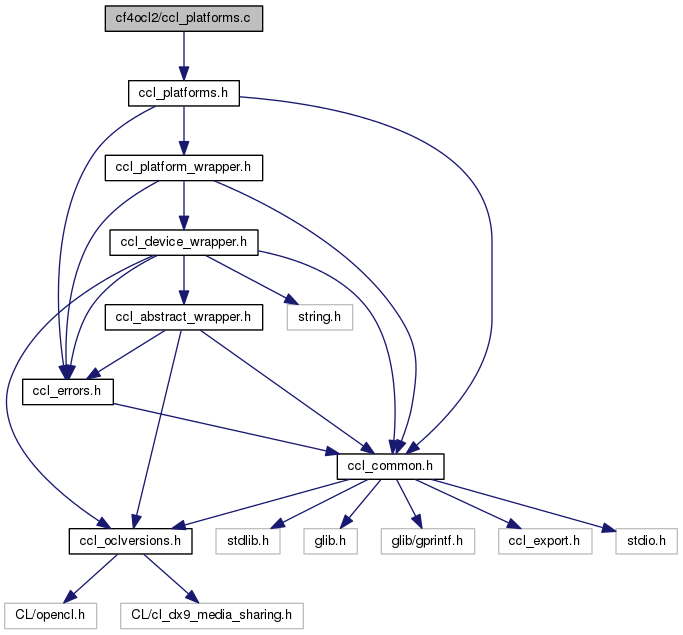 cf4ocl2/ccl_platforms.c
ccl_platforms.h
ccl_platform_wrapper.h
ccl_device_wrapper.h
ccl_abstract_wrapper.h
string.h
ccl_errors.h
ccl_common.h
ccl_oclversions.h
stdlib.h
glib.h
glib/gprintf.h
ccl_export.h
stdio.h
CL/opencl.h
CL/cl_dx9_media_sharing.h